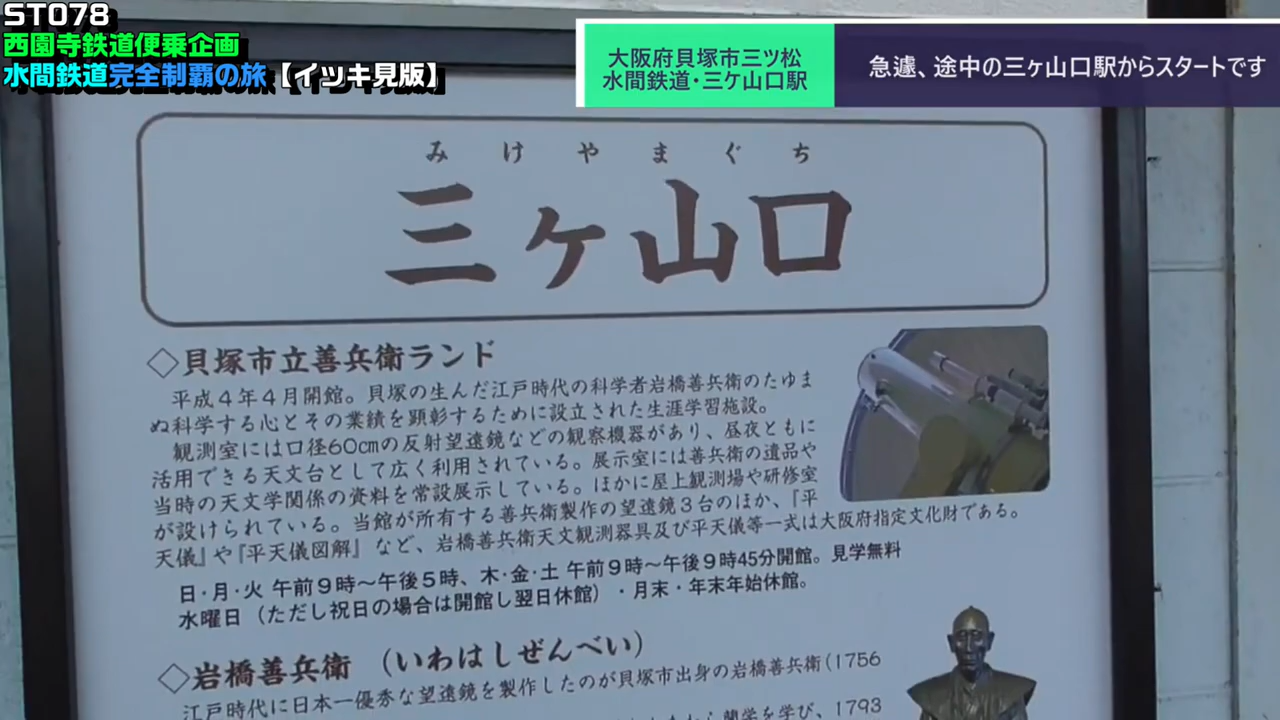 ST078
西園寺鉄道便乗企画
水間鉄道完全制覇の旅【イツキ見版】
大阪府貝塚市三ツ松
水間鉄道・三ケ山口駅
急遽、途中の三ヶ山口駅からスタートです
みけやまぐち
三ヶ山口
◇貝塚市立善兵衛ランド
平成4年4月開館。貝塚の生んだ江戸時代の科学者岩橋善兵衛のたゆま
ぬ科学する心とその業績を顕彰するために設立された生涯学習施設。
観測室には口径60cmの反射望遠鏡などの観察機器があり、昼夜ともに
活用できる天文台として広く利用されている。展示室には善兵衛の遺品や
当時の天文学関係の資料を常設展示している。ほかに屋上観測場や研修室
が設けられている。当館が所有する善兵衛製作の望遠鏡3台のほか、『平
天儀』や『平天儀図解』など、岩橋善兵衛天文観測器具及び平天儀等一式は大阪府指定文化財である。
日・月・火 午前9時~午後5時、木・金・土 午前9時~午後9時45分開館。見学無料
水曜日(ただし祝日の場合は開館し翌日休館)・月末・年末年始休館。
◇岩橋善兵衛 (いわはしぜんべい)
江戸時代に日本一優秀な望遠鏡を製作したのが貝塚市出身の岩橋善兵衛(1756
蘭学を学び、1793